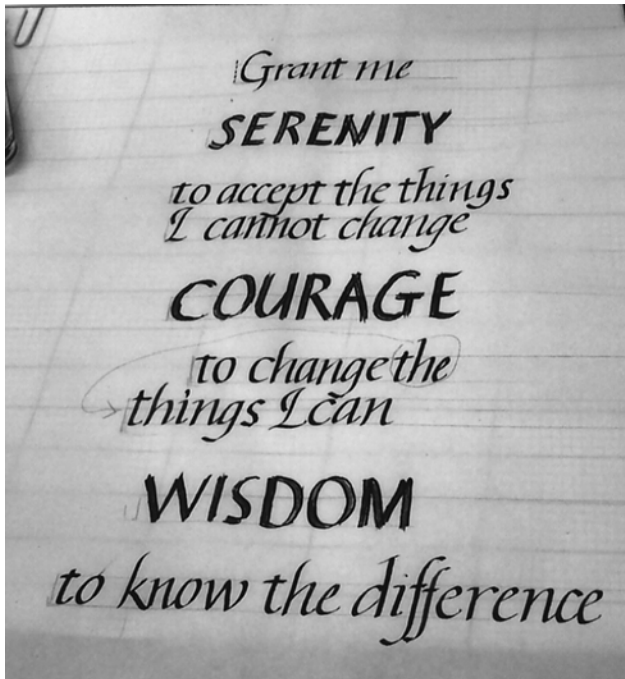 Grant me
SERENITY
to accept the things
I cannot change
COURAGE
to change the
things I can
WISDOM
to know the difference